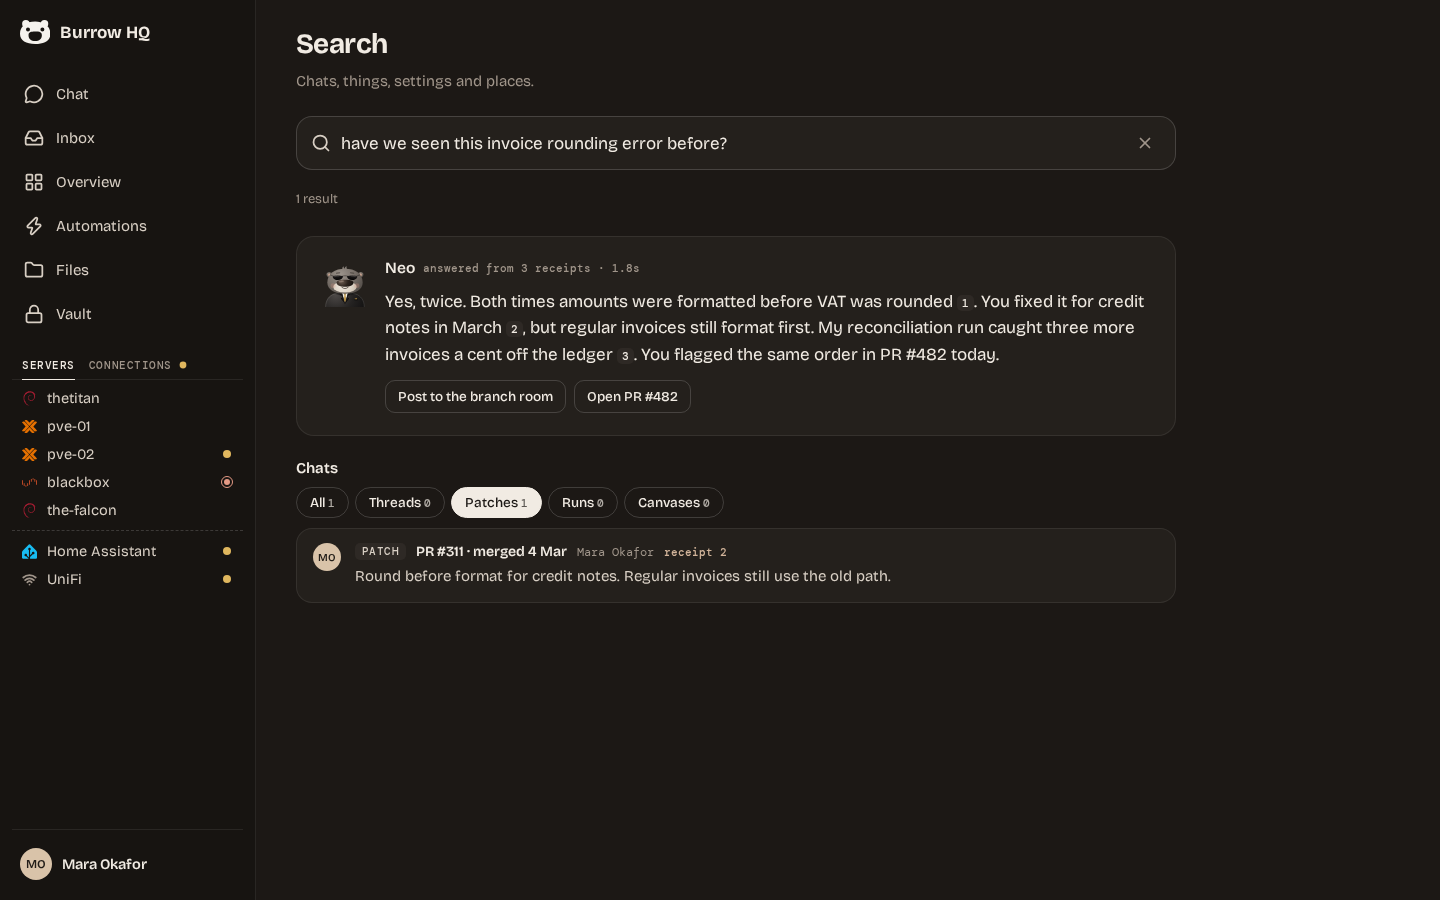 Burrow HQ
Chat
Inbox
Overview
Automations
Files
Vault
SERVERS CONNECTIONS
thetitan
pve-01
pve-02
blackbox
the-falcon
Home Assistant
UniFi
MO Mara Okafor
Search
Chats, things, settings and places.
have we seen this invoice rounding error before?
1 result
Neo answered from 3 receipts · 1.8s
Yes, twice. Both times amounts were formatted before VAT was rounded 1. You fixed it for credit
notes in March 2, but regular invoices still format first. My reconciliation run caught three more
invoices a cent off the ledger 3. You flagged the same order in PR #482 today.
Post to the branch room Open PR #482
Chats
All 1 Threads 0 Patches 1 Runs 0 Canvases 0
MO PATCH PR #311 · merged 4 Mar Mara Okafor receipt 2
Round before format for credit notes. Regular invoices still use the old path.